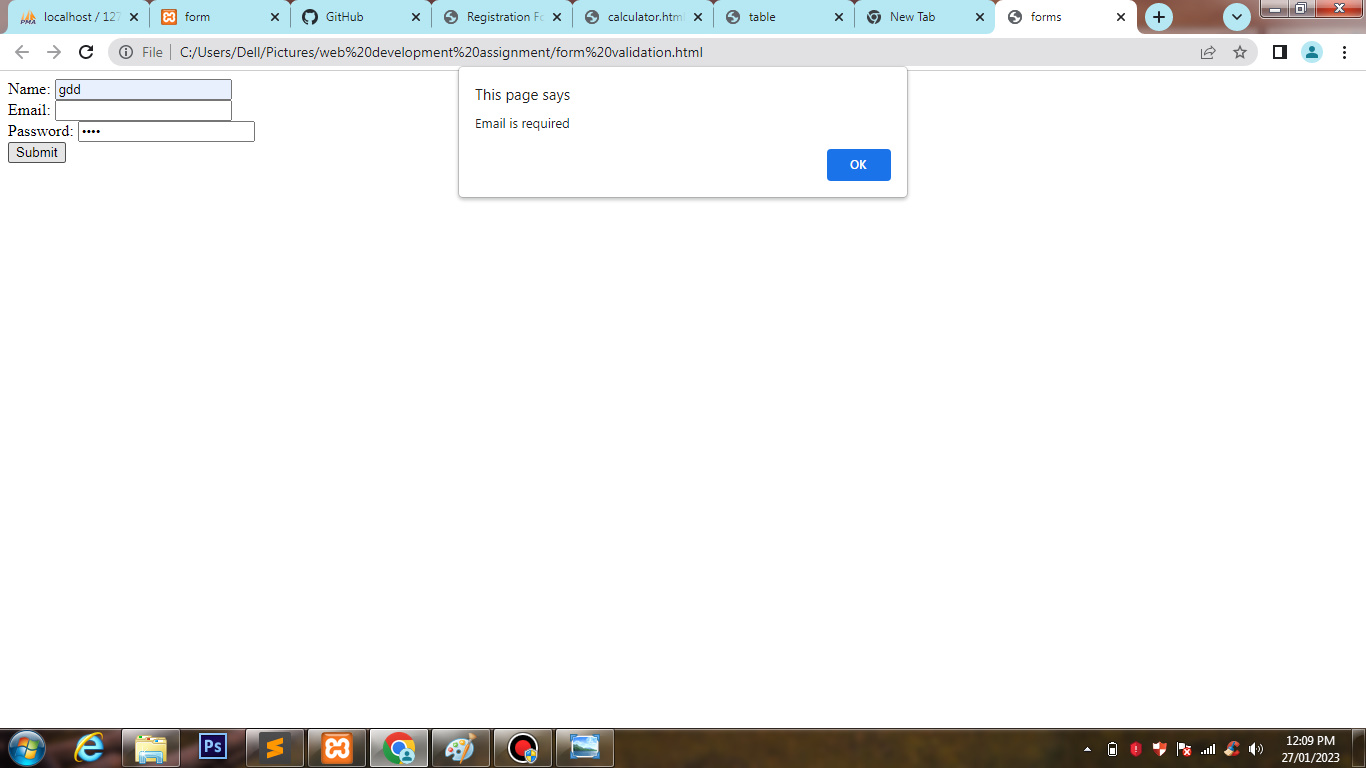 localhost / 127
form
GitHub
Registration Fo
calculator.html
table
New Tab
forms
File
C:/Users/Dell/Pictures/web%20development%20assignment/form%20validation.html
Name: gdd
Email:
Password: ••••
Submit
This page says
Email is required
OK
PMA
Ps
12:09 PM
27/01/2023